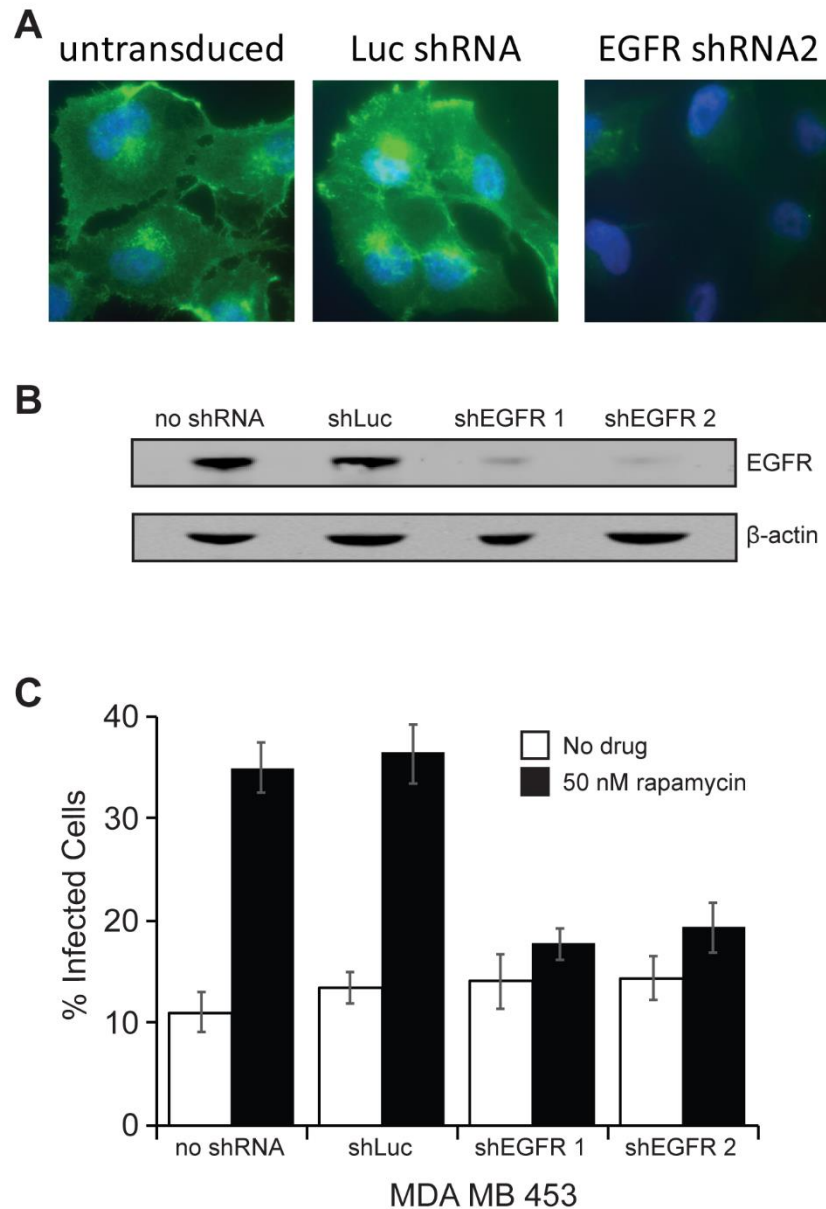 A
untransduced Luc shRNA EGFR shRNA2
B
no shRNA shLuc shEGFR 1 shEGFR 2
EGFR
β-actin
C
% Infected Cells
40
30
20
10
0
No drug
50 nM rapamycin
no shRNA shLuc shEGFR 1 shEGFR 2
MDA MB 453